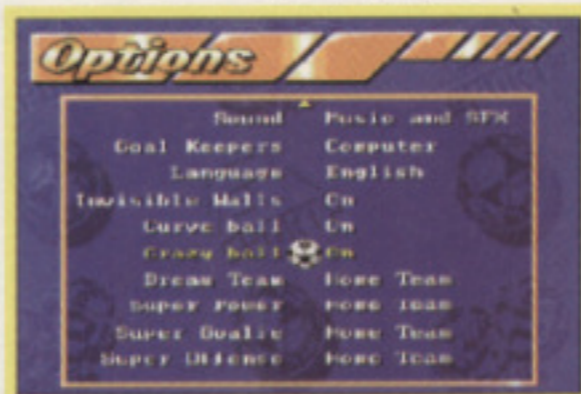 Options
Sound Music and SFX
Goal Keepers Computer
Language English
Invisible Walls On
Curve ball On
Crazy ball On
Dream Team Home Team
Super Power Home Team
Super Goalie Home Team
Super Offense Home Team